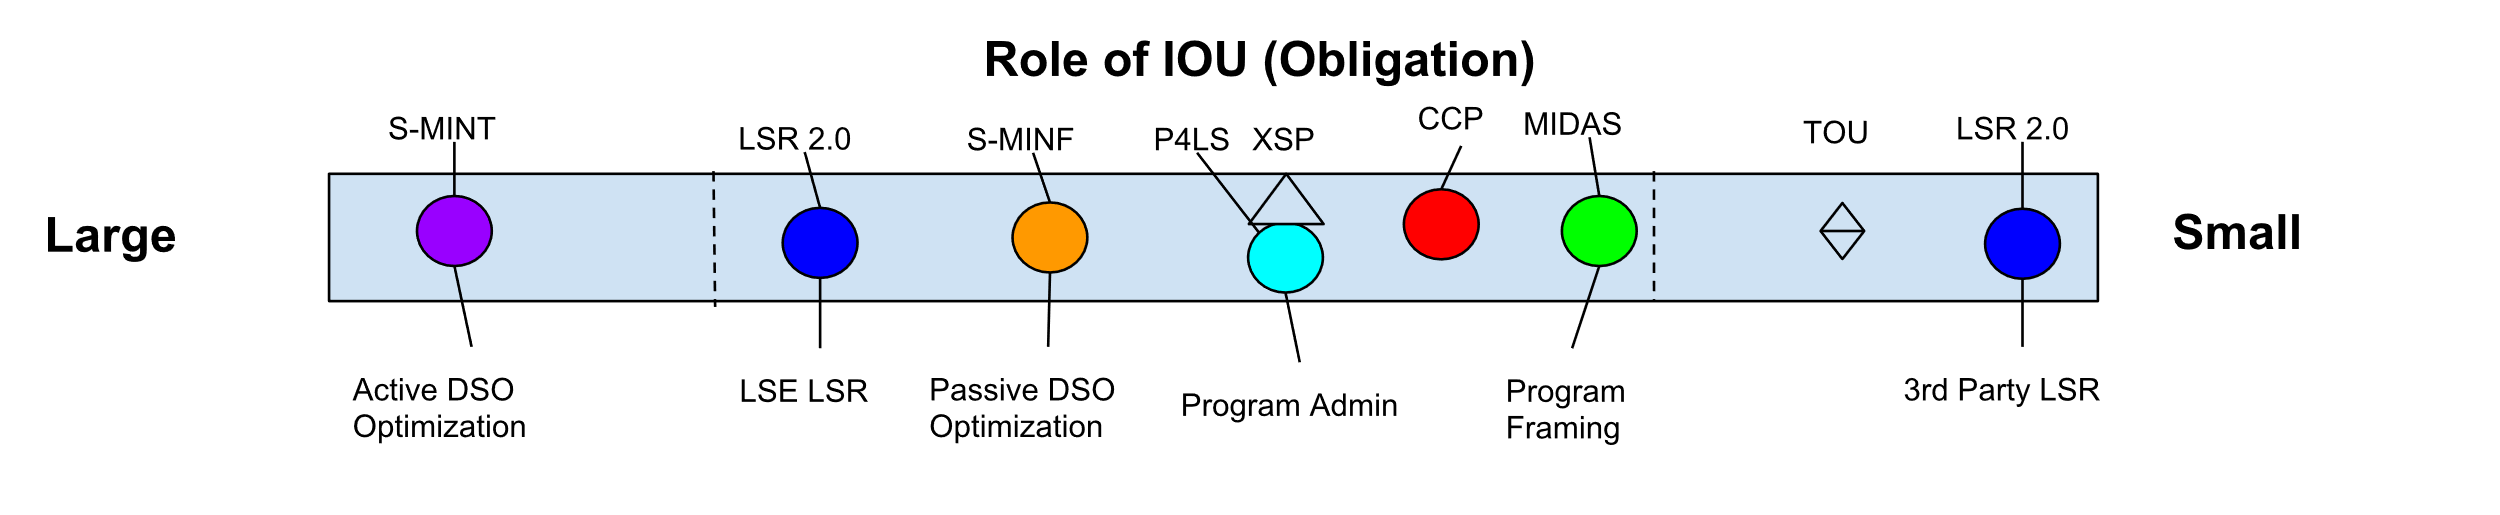 Role of IOU (Obligation)
S-MINT
LSR 2.0
S-MINF
P4LS
XSP
CCP
MIDAS
TOU
LSR 2.0
Large
Small
Active DSO
Optimization
LSE LSR
Passive DSO
Optimization
Program Admin
Program
Framing
3rd Party LSR